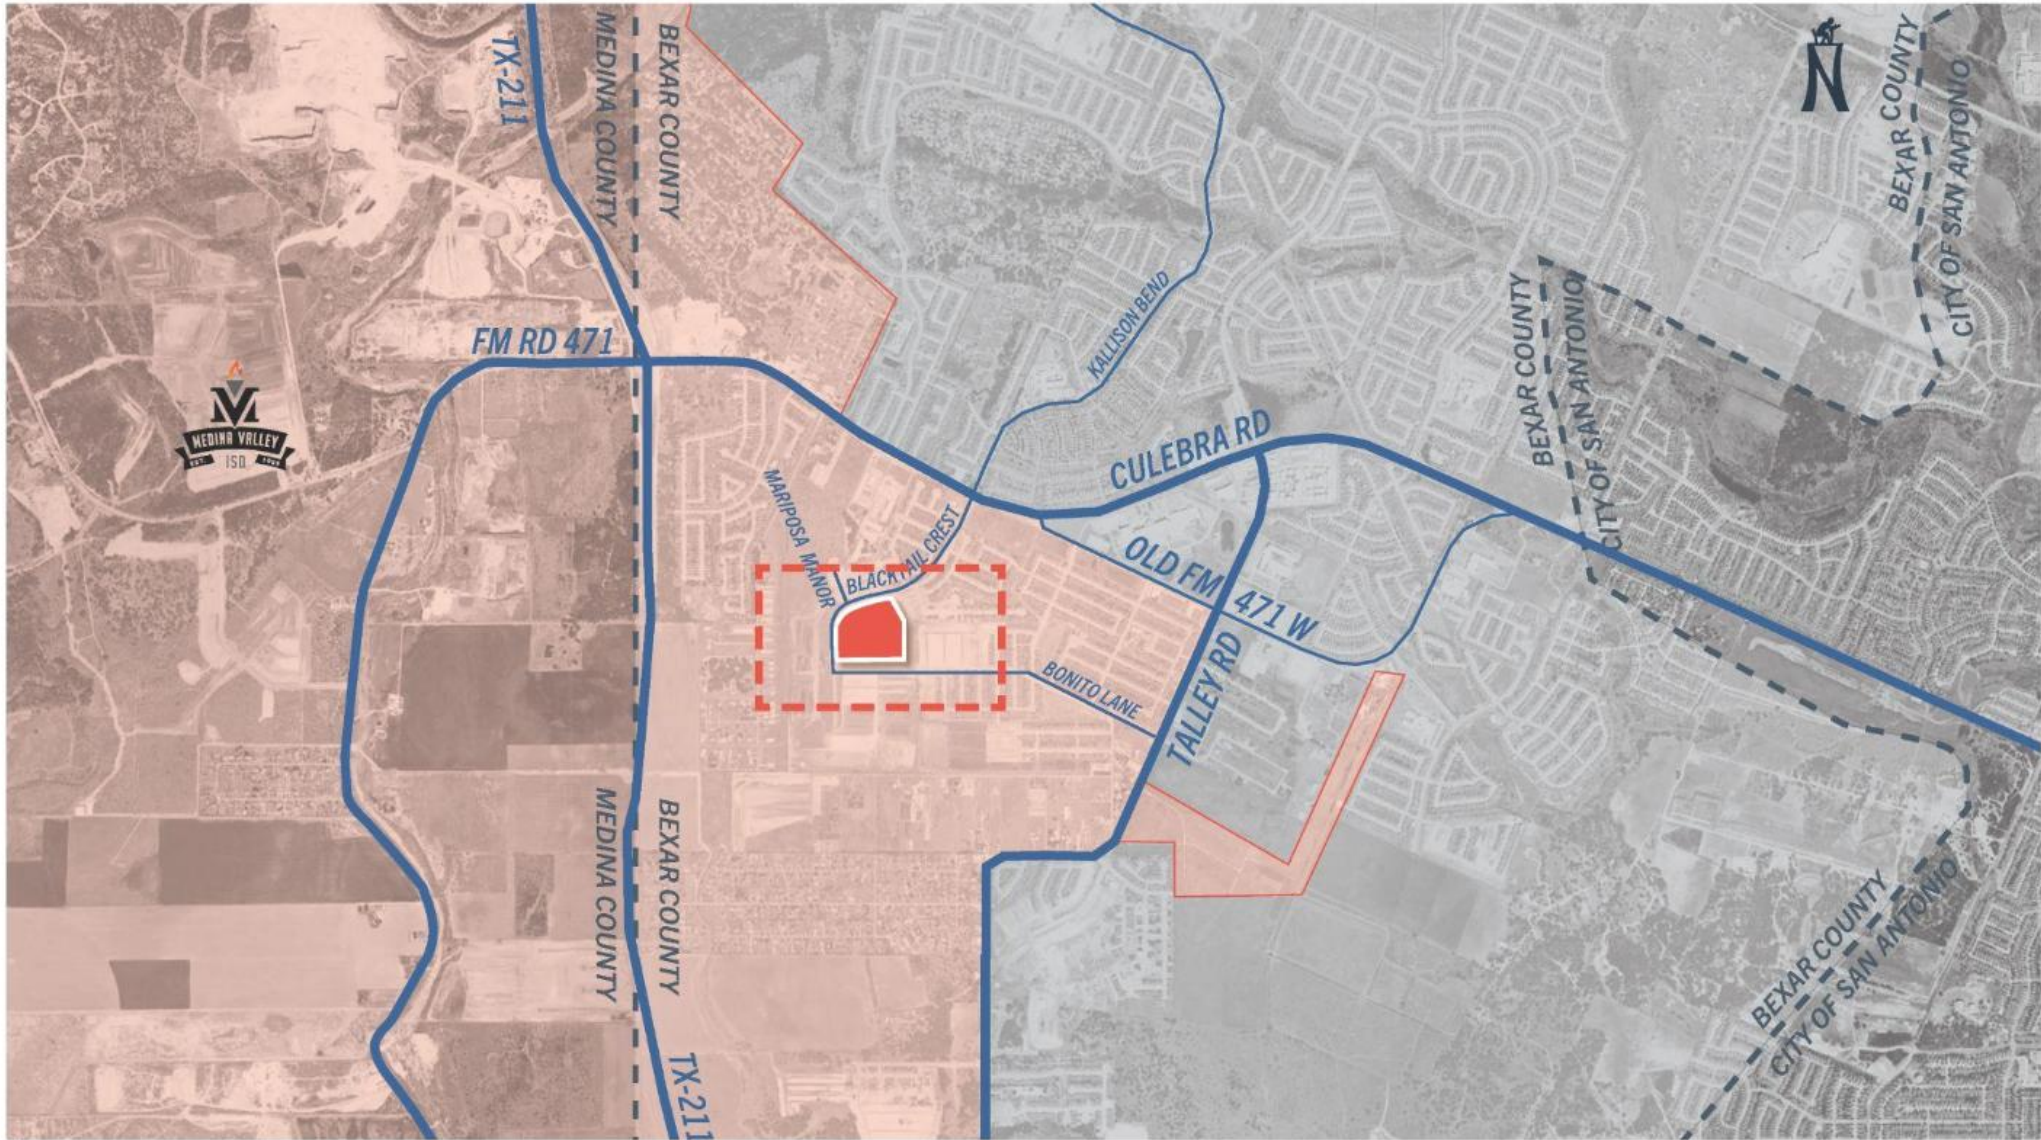 TX-211
MEDINA COUNTY
BEXAR COUNTY
N
BEXAR COUNTY
CITY OF SAN ANTONIO
FM RD 471
KALLISON BEND
BEXAR COUNTY
CITY OF SAN ANTONIO
MV
MEDINA VALLEY
EST.
ISD
CULEBRA RD
MARIPOSA MANOR
BLACKTAIL CREST
OLD FM 471 W
BONITO LANE
TALLEY RD
MEDINA COUNTY
BEXAR COUNTY
BEXAR COUNTY
CITY OF SAN ANTONIO
TX-211